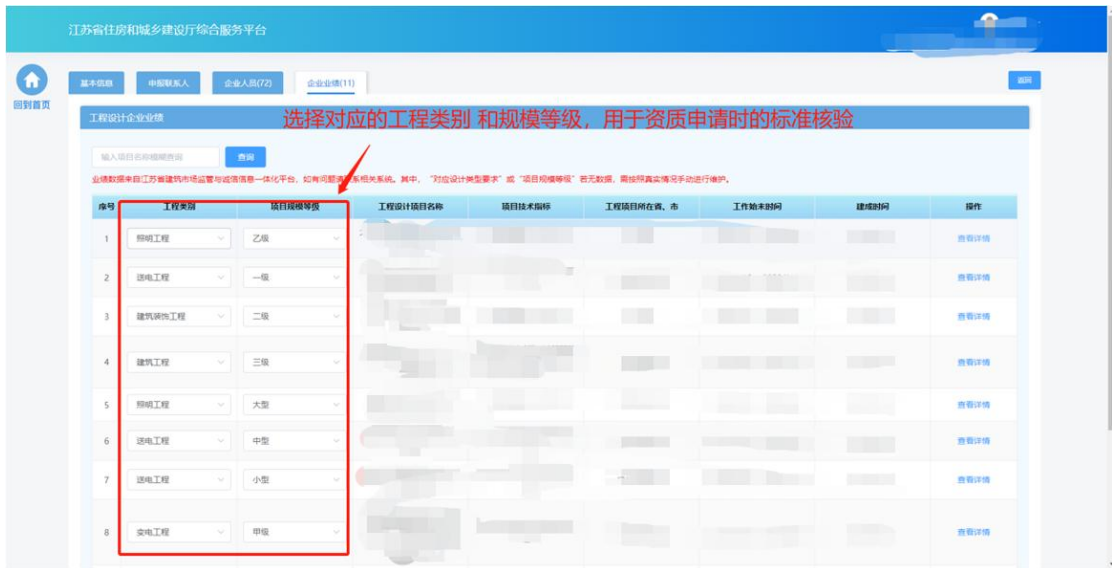 江苏省住房和城乡建设厅综合服务平台
回到首页
基本信息 申报联系人 企业人员(72) 企业业绩(11) 返回
工程设计企业业绩
选择对应的工程类别 和规模等级，用于资质申请时的标准核验
输入项目名称模糊查询 查询
业绩数据来自江苏省建筑市场监管与诚信信息一体化平台，如有问题请联系相关系统。其中，“对应设计类型要求”或“项目规模等级”若无数据，需按照真实情况手动进行维护。
序号 工程类别 项目规模等级 工程设计项目名称 项目技术指标 工程项目所在省、市 工作始末时间 建成时间 操作
1 照明工程 乙级 查看详情
2 送电工程 一级 查看详情
3 建筑装饰工程 二级 查看详情
4 建筑工程 三级 查看详情
5 照明工程 大型 查看详情
6 送电工程 中型 查看详情
7 送电工程 小型 查看详情
8 变电工程 甲级 查看详情